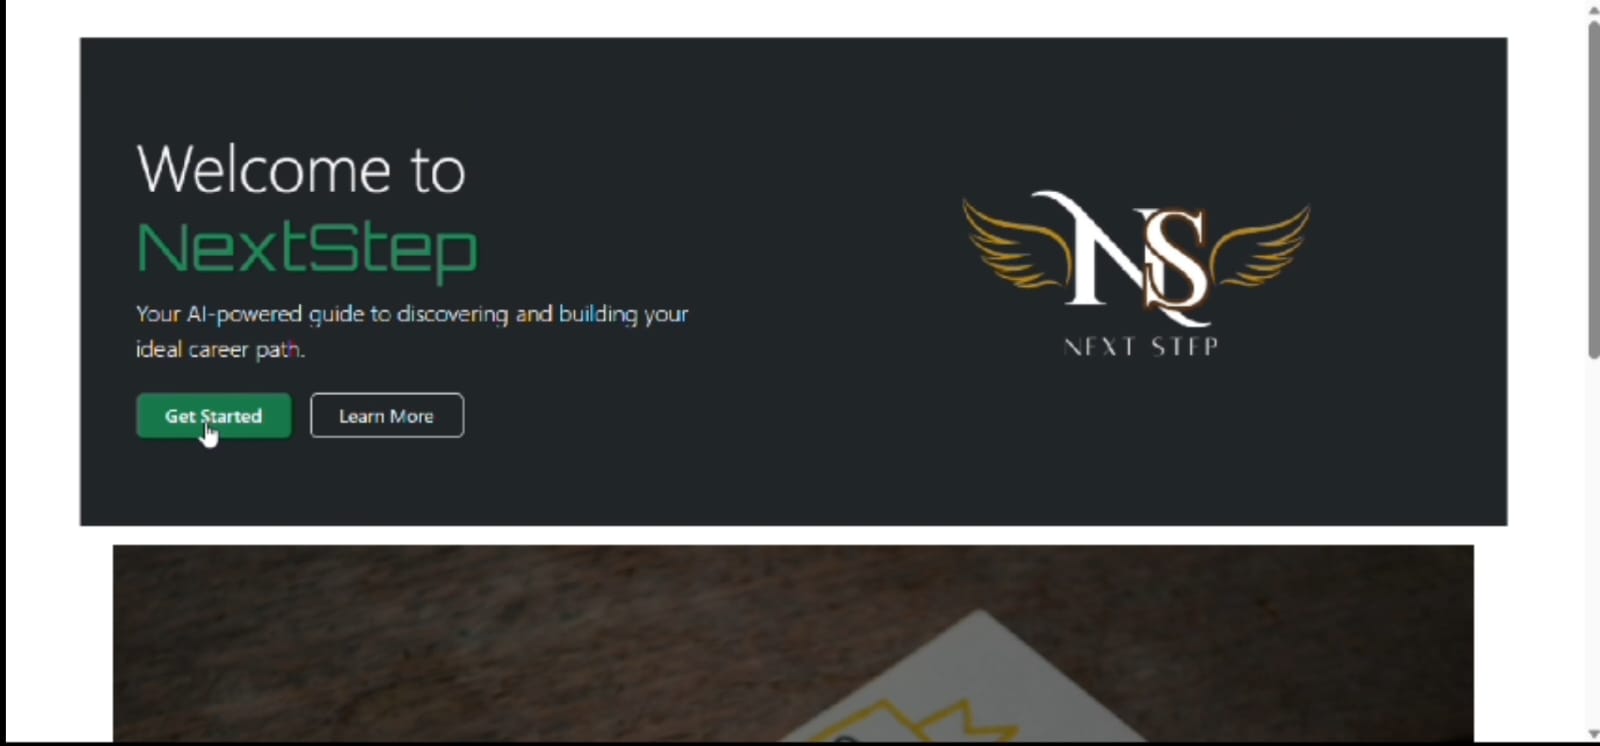 Welcome to
NextStep
Your AI-powered guide to discovering and building your
ideal career path.
Get Started
Learn More
NS
NEXT STEP